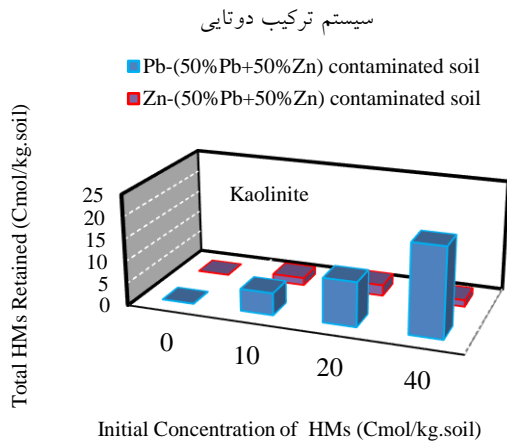 سیستم ترکیب دوتایی
Pb-(50%Pb+50%Zn) contaminated soil
Zn-(50%Pb+50%Zn) contaminated soil
Total HMs Retained (Cmol/kg.soil)
Kaolinite
25
20
15
10
5
0
0
10
20
40
Initial Concentration of HMs (Cmol/kg.soil)